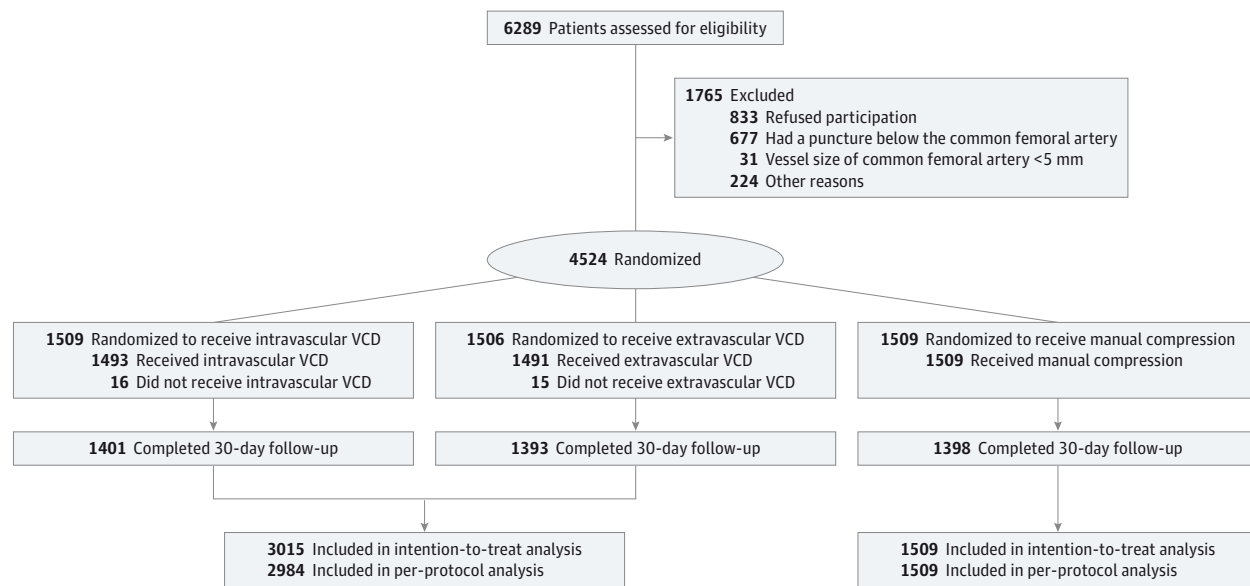 6289 Patients assessed for eligibility
1765 Excluded
833 Refused participation
677 Had a puncture below the common femoral artery
31 Vessel size of common femoral artery <5 mm
224 Other reasons
4524 Randomized
1509 Randomized to receive intravascular VCD
1493 Received intravascular VCD
16 Did not receive intravascular VCD
1506 Randomized to receive extravascular VCD
1491 Received extravascular VCD
15 Did not receive extravascular VCD
1509 Randomized to receive manual compression
1509 Received manual compression
1401 Completed 30-day follow-up
1393 Completed 30-day follow-up
1398 Completed 30-day follow-up
3015 Included in intention-to-treat analysis
2984 Included in per-protocol analysis
1509 Included in intention-to-treat analysis
1509 Included in per-protocol analysis